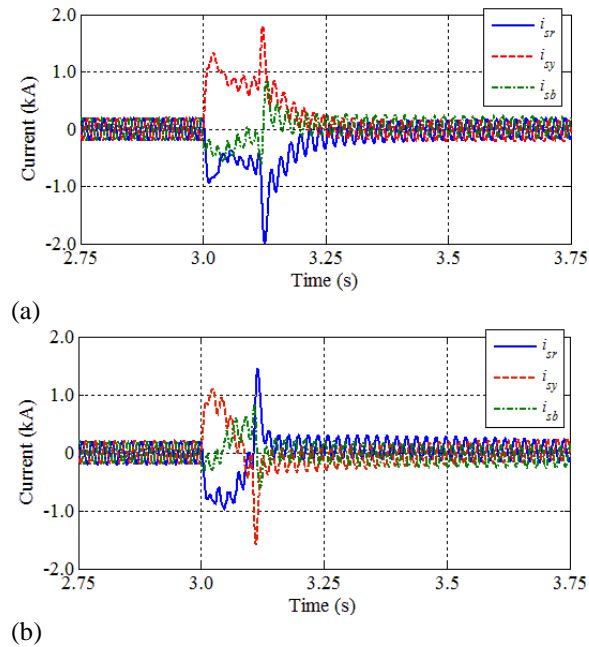 2.0
1.0
0
-1.0
-2.0
Current (kA)
i_sr
i_sy
i_sb
2.75 3.0 3.25 3.5 3.75
Time (s)
(a)
2.0
1.0
0
-1.0
-2.0
Current (kA)
i_sr
i_sy
i_sb
2.75 3.0 3.25 3.5 3.75
Time (s)
(b)